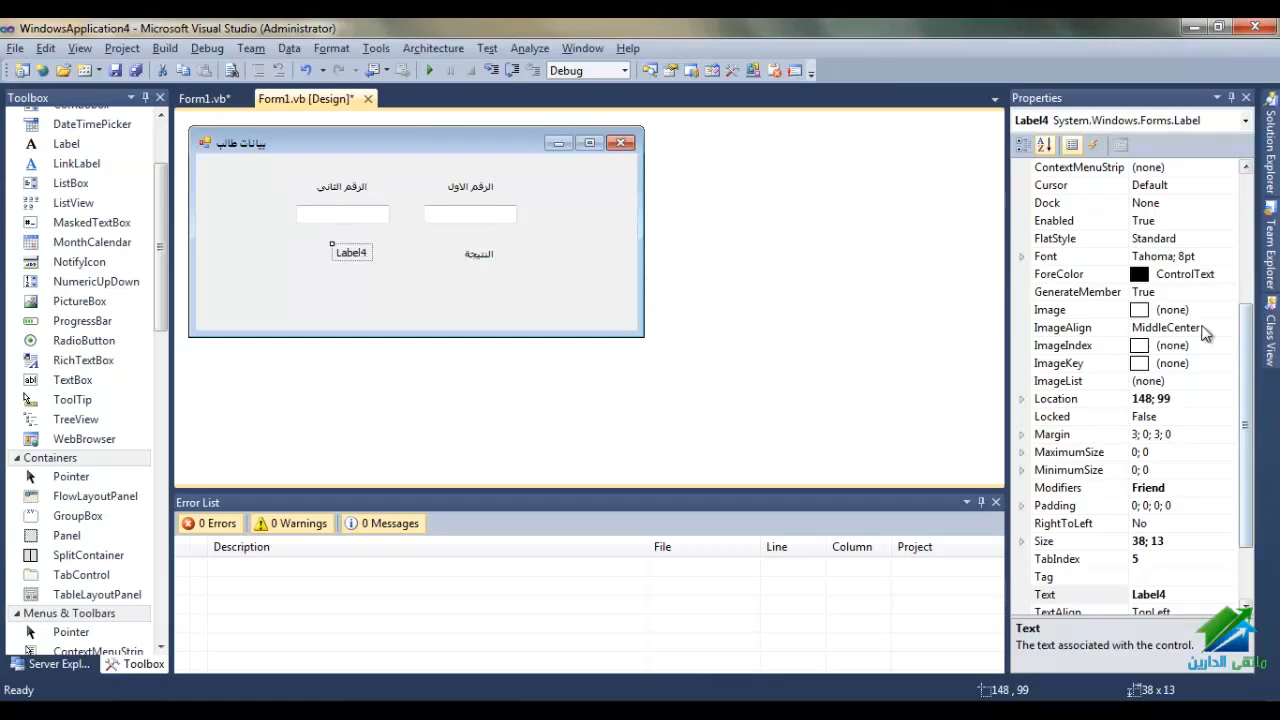 WindowsApplication4 - Microsoft Visual Studio (Administrator)
File Edit View Project Build Debug Team Data Format Tools Architecture Test Analyze Window Help
Debug
Toolbox
Form1.vb*
Form1.vb [Design]*
Properties
DateTimePicker
Label
LinkLabel
ListBox
ListView
MaskedTextBox
MonthCalendar
NotifyIcon
NumericUpDown
PictureBox
ProgressBar
RadioButton
RichTextBox
TextBox
ToolTip
TreeView
WebBrowser
Containers
Pointer
FlowLayoutPanel
GroupBox
Panel
SplitContainer
TabControl
TableLayoutPanel
Menus & Toolbars
Pointer
ContextMenuStrip
Server Expl...
Toolbox
بيانات طالب
الرقم الاول
الرقم الثانى
النتيجة
Label4
Error List
0 Errors
0 Warnings
0 Messages
Description File Line Column Project
Label4 System.Windows.Forms.Label
ContextMenuStrip (none)
Cursor Default
Dock None
Enabled True
FlatStyle Standard
Font Tahoma; 8pt
ForeColor ControlText
GenerateMember True
Image (none)
ImageAlign MiddleCenter
ImageIndex (none)
ImageKey (none)
ImageList (none)
Location 148; 99
Locked False
Margin 3; 0; 3; 0
MaximumSize 0; 0
MinimumSize 0; 0
Modifiers Friend
Padding 0; 0; 0; 0
RightToLeft No
Size 38; 13
TabIndex 5
Tag
Text Label4
TextAlign TopLeft
Text
The text associated with the control.
Solution Explorer
Team Explorer
Class View
ملتقى الدارين
Ready
148 , 99
38 x 13